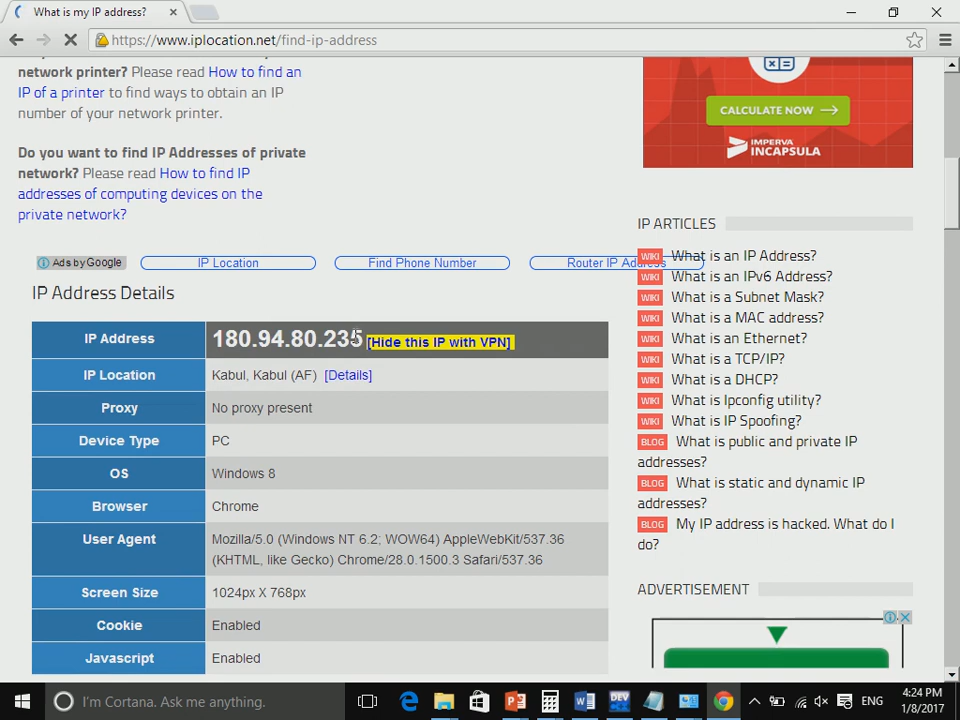 What is my IP address?
https://www.iplocation.net/find-ip-address
network printer? Please read How to find an
IP of a printer to find ways to obtain an IP
number of your network printer.
Do you want to find IP Addresses of private
network? Please read How to find IP
addresses of computing devices on the
private network?
CALCULATE NOW
IMPERVA
INCAPSULA
Ads by Google
IP Location
Find Phone Number
Router IP Address
IP Address Details
IP Address 180.94.80.235 [Hide this IP with VPN]
IP Location Kabul, Kabul (AF) [Details]
Proxy No proxy present
Device Type PC
OS Windows 8
Browser Chrome
User Agent Mozilla/5.0 (Windows NT 6.2; WOW64) AppleWebKit/537.36
(KHTML, like Gecko) Chrome/28.0.1500.3 Safari/537.36
Screen Size 1024px X 768px
Cookie Enabled
Javascript Enabled
IP ARTICLES
WIKI What is an IP Address?
WIKI What is an IPv6 Address?
WIKI What is a Subnet Mask?
WIKI What is a MAC address?
WIKI What is an Ethernet?
WIKI What is a TCP/IP?
WIKI What is a DHCP?
WIKI What is Ipconfig utility?
WIKI What is IP Spoofing?
BLOG What is public and private IP
addresses?
BLOG What is static and dynamic IP
addresses?
BLOG My IP address is hacked. What do I
do?
ADVERTISEMENT
I'm Cortana. Ask me anything.
DEV
ENG
4:24 PM
1/8/2017